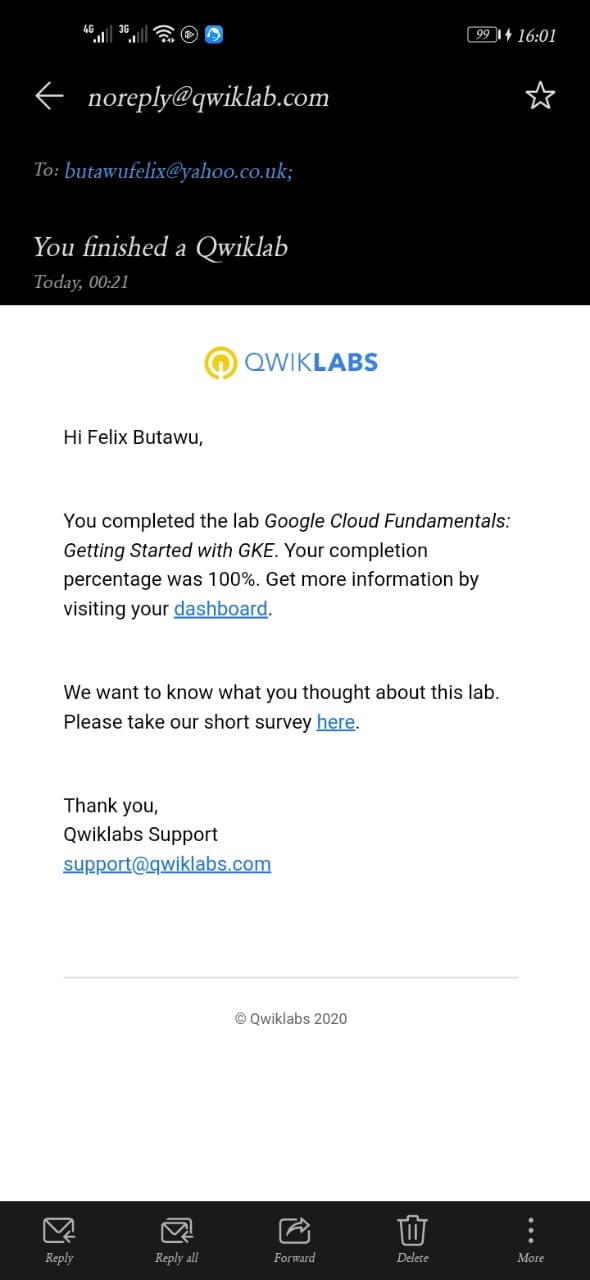 4G 3G 99 16:01
noreply@qwiklab.com
To: butawufelix@yahoo.co.uk;
You finished a Qwiklab
Today, 00:21
QWIKLABS
Hi Felix Butawu,
You completed the lab Google Cloud Fundamentals:
Getting Started with GKE. Your completion
percentage was 100%. Get more information by
visiting your dashboard.
We want to know what you thought about this lab.
Please take our short survey here.
Thank you,
Qwiklabs Support
support@qwiklabs.com
© Qwiklabs 2020
Reply Reply all Forward Delete More